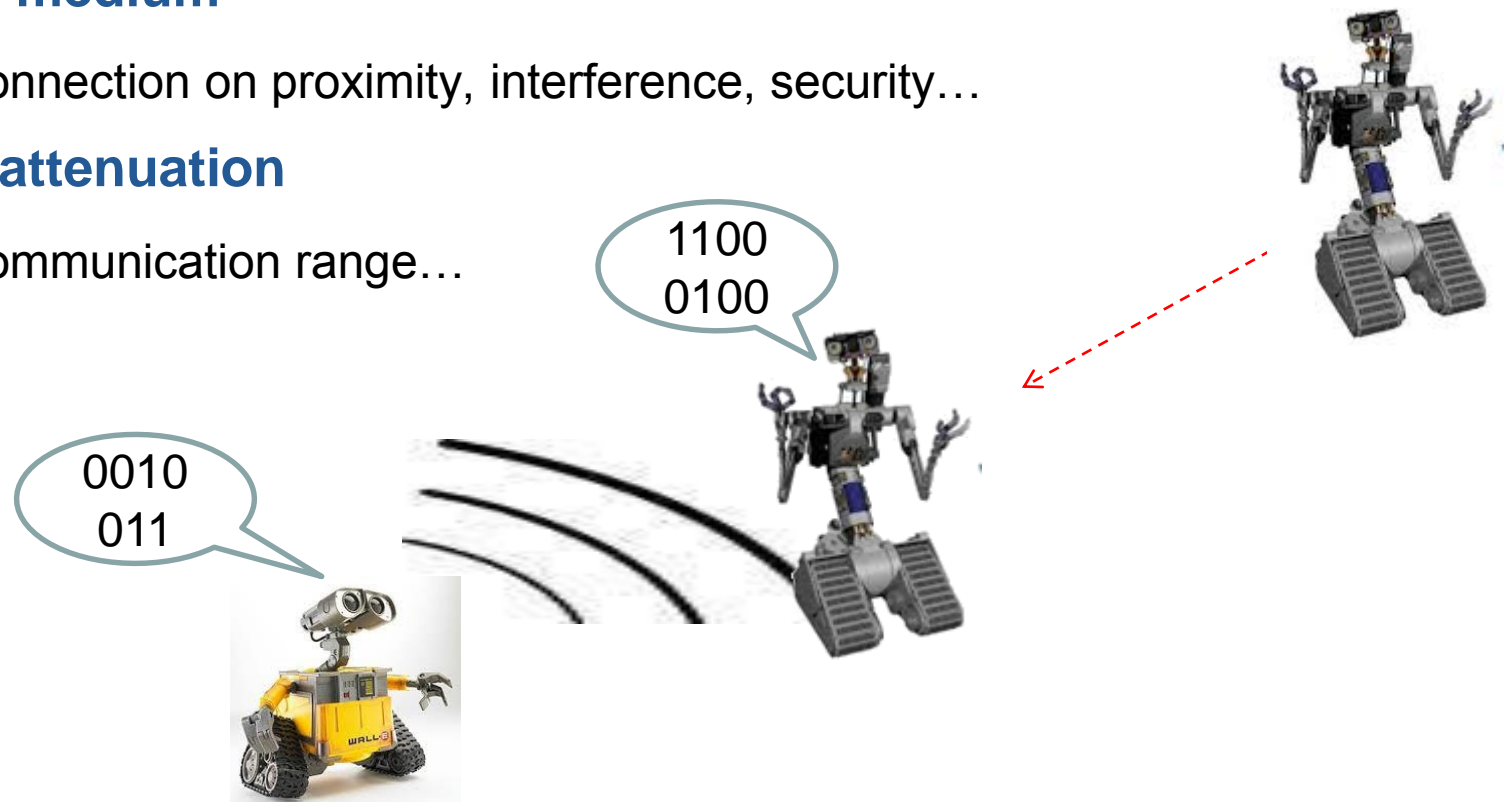 medium
onnection on proximity, interference, security…
attenuation
ommunication range…
1100
0100
0010
011
WALL•E